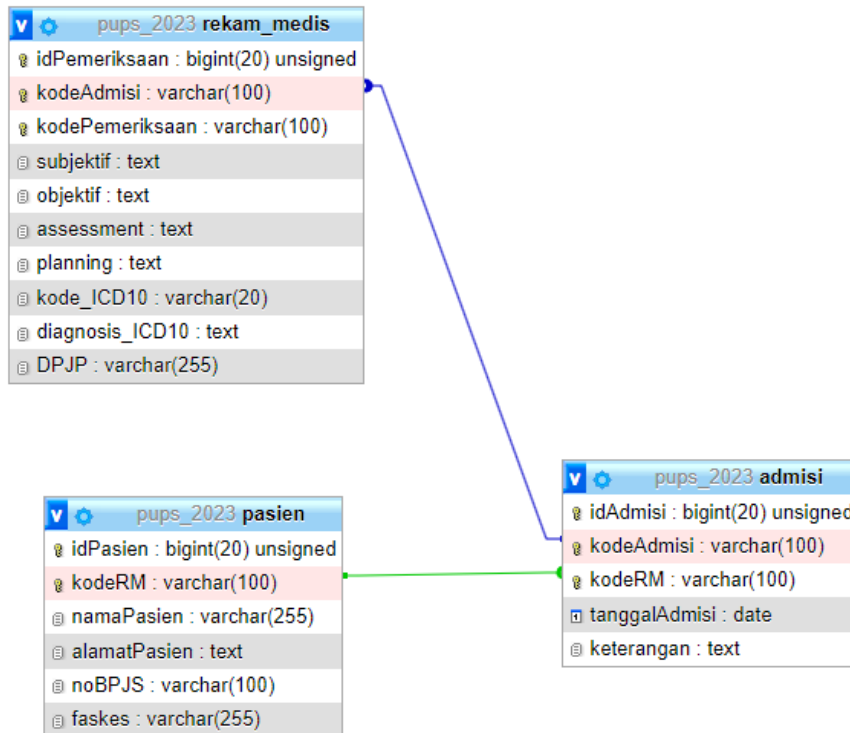 v pups_2023 rekam_medis
idPemeriksaan : bigint(20) unsigned
kodeAdmisi : varchar(100)
kodePemeriksaan : varchar(100)
subjektif : text
objektif : text
assessment : text
planning : text
kode_ICD10 : varchar(20)
diagnosis_ICD10 : text
DPJP : varchar(255)
v pups_2023 pasien
idPasien : bigint(20) unsigned
kodeRM : varchar(100)
namaPasien : varchar(255)
alamatPasien : text
noBPJS : varchar(100)
faskes : varchar(255)
v pups_2023 admisi
idAdmisi : bigint(20) unsigned
kodeAdmisi : varchar(100)
kodeRM : varchar(100)
tanggalAdmisi : date
keterangan : text